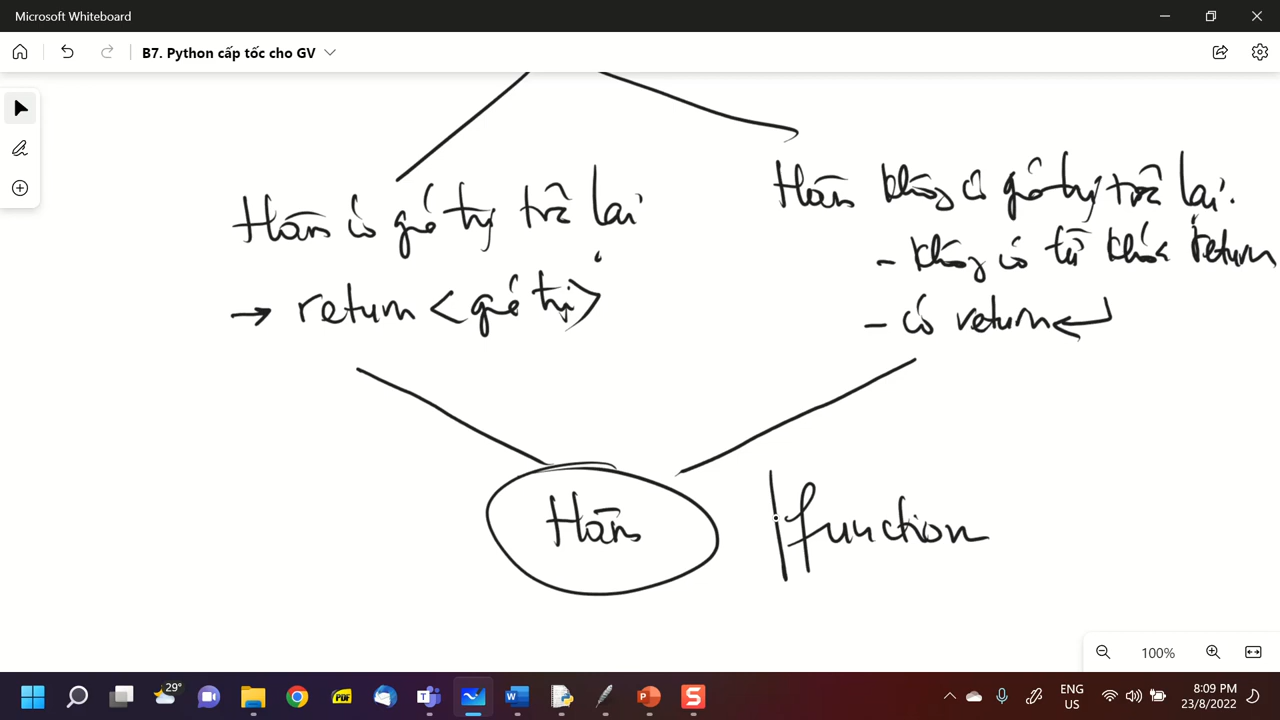 Microsoft Whiteboard
B7. Python cấp tốc cho GV
Hàm có giá trị trả lại
→ return <giá trị>
Hàm không có giá trị trả lại.
- không có từ khóa return
- có return↵
Hàm
function
100%
29°
ENG
US
8:09 PM
23/8/2022